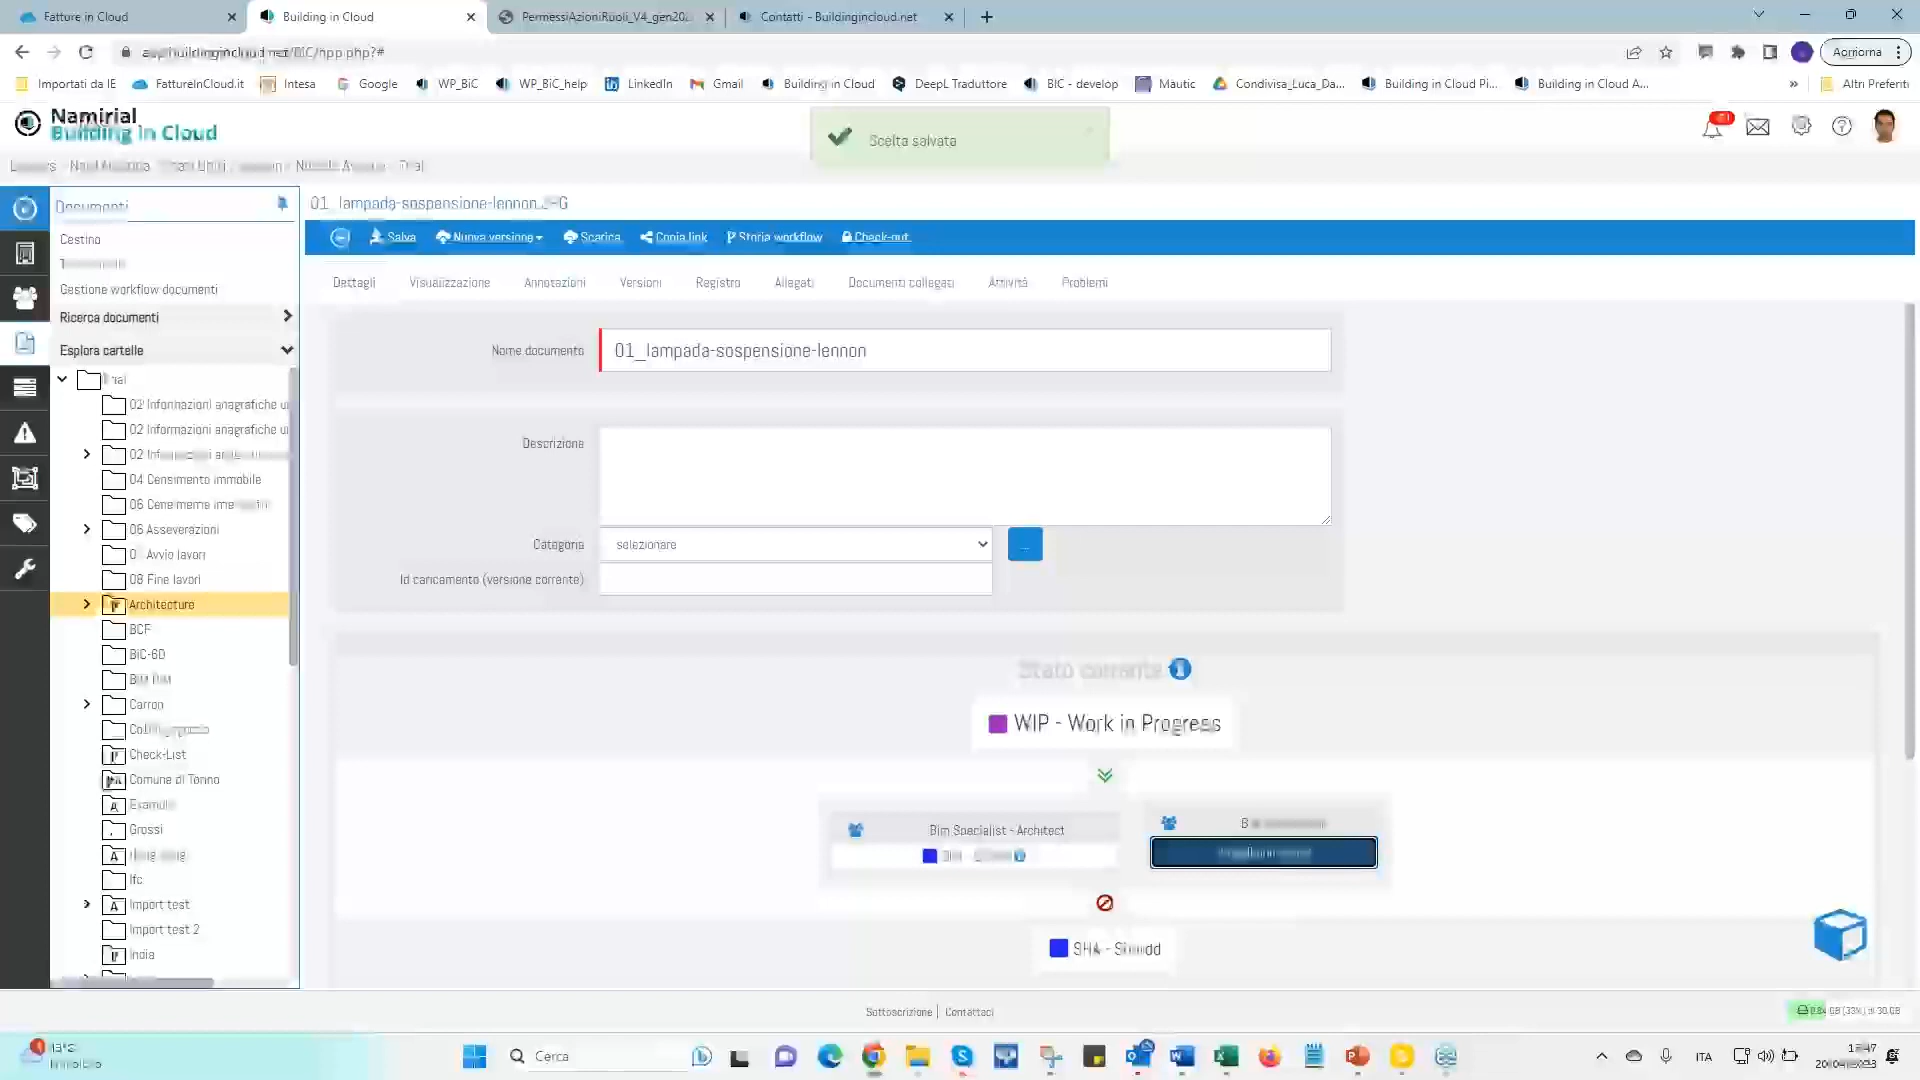 Fatture in Cloud
Building in Cloud
PermessiAzioniRuoli_V4_gen20
Contatti - Buildingincloud.net
Aggiorna
Importati da IE
FattureInCloud.it
Intesa
Google
WP_BiC
WP_BiC_help
LinkedIn
Gmail
Building in Cloud
DeepL Traduttore
BIC - develop
Mautic
Condivisa_Luca_Da...
Building in Cloud Pi...
Building in Cloud A...
Altri Preferiti
Namirial
Building in Cloud
Scelta salvata
Documenti
01_lampada-sospensione-lennon
Cestino
Salva
Nuova versione
Scarica
Copia link
Storia workflow
Check-out
Gestione workflow documenti
Dettagli
Visualizzazione
Annotazioni
Versioni
Registro
Allegati
Documenti collegati
Attività
Problemi
Ricerca documenti
Esplora cartelle
Nome documento
01_lampada-sospensione-lennon
02 Informazioni anagrafiche
02 Informazioni anagrafiche
Descrizione
04 Censimento immobile
06 Asseverazioni
Categoria
selezionare
...
Avvio lavori
08 Fine lavori
Id caricamento (versione corrente)
Architecture
BCF
BiC-6D
Stato corrente
Carron
WIP - Work in Progress
Check-List
Comune di Torino
Grossi
Bim Specialist - Architect
Ifc
Import test
Import test 2
India
SHA - Shared
Sottoscrizione | Contattaci
13°C
Cerca
ITA